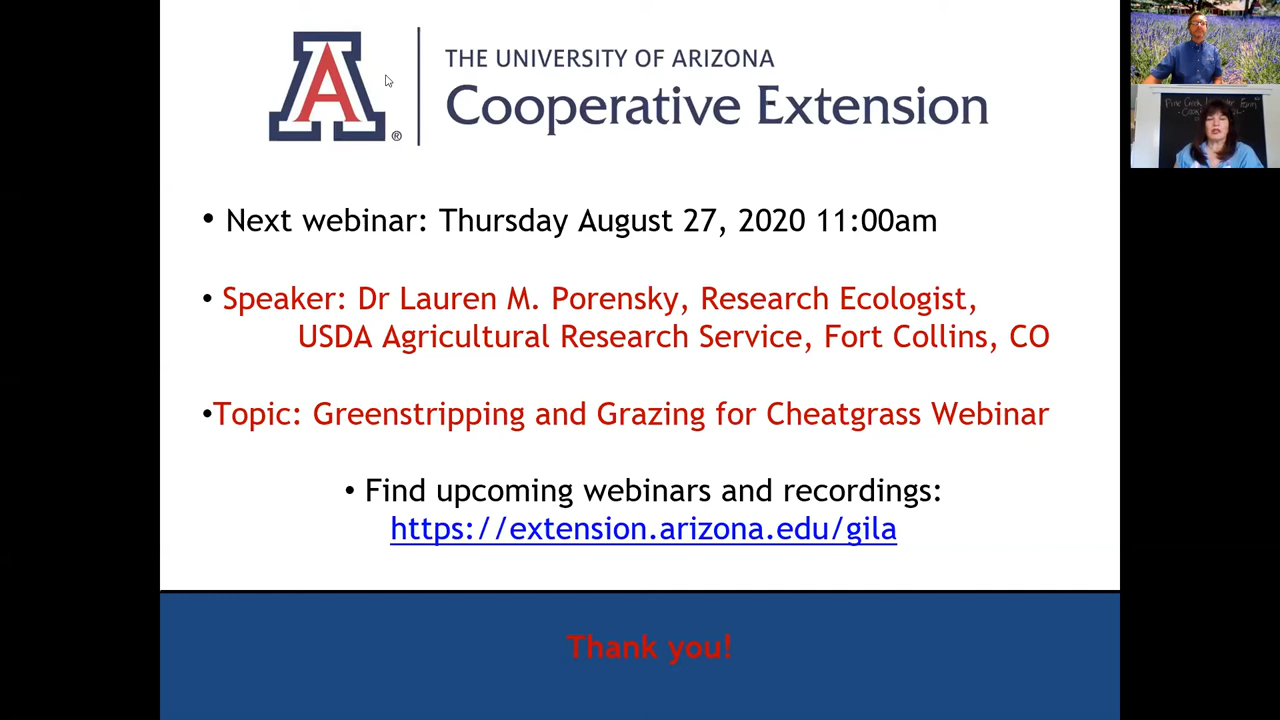 A
®
THE UNIVERSITY OF ARIZONA
Cooperative Extension
• Next webinar: Thursday August 27, 2020 11:00am
• Speaker: Dr Lauren M. Porensky, Research Ecologist,
USDA Agricultural Research Service, Fort Collins, CO
•Topic: Greenstripping and Grazing for Cheatgrass Webinar
• Find upcoming webinars and recordings:
https://extension.arizona.edu/gila
Thank you!